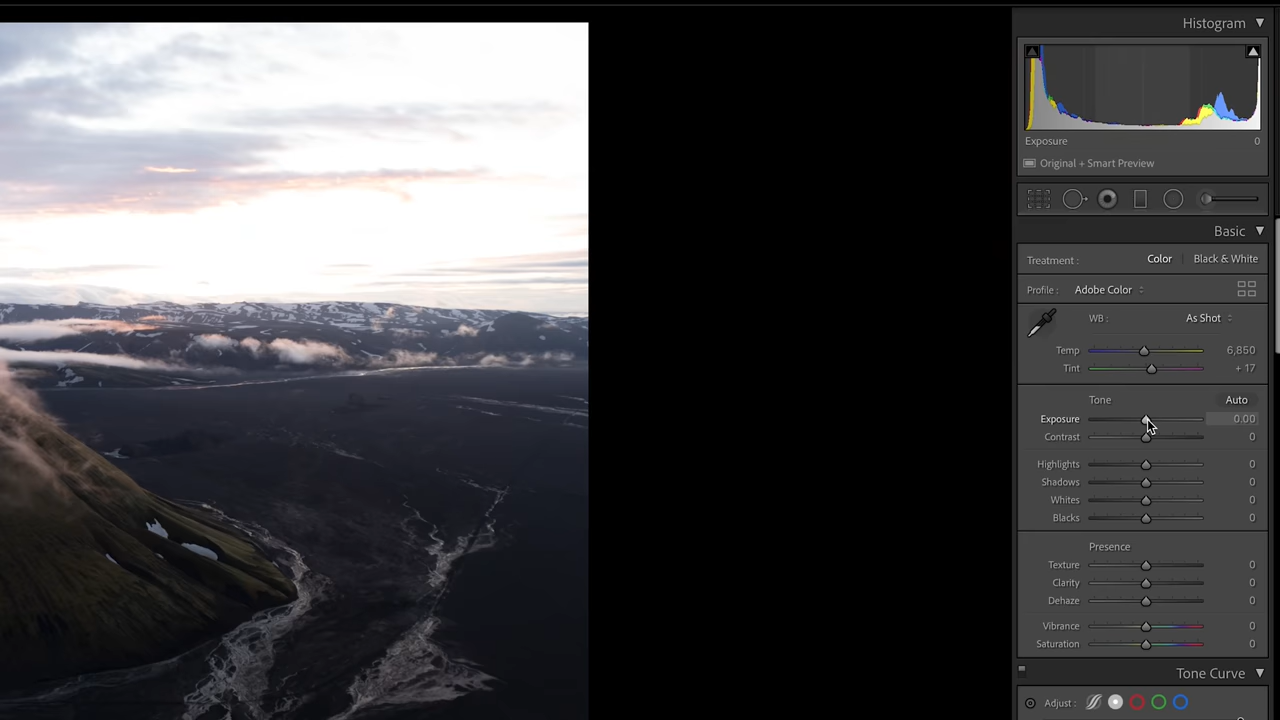 Histogram
Exposure 0
Original + Smart Preview
Basic
Treatment : Color | Black & White
Profile : Adobe Color
WB : As Shot
Temp 6,850
Tint + 17
Tone Auto
Exposure 0.00
Contrast 0
Highlights 0
Shadows 0
Whites 0
Blacks 0
Presence
Texture 0
Clarity 0
Dehaze 0
Vibrance 0
Saturation 0
Tone Curve
Adjust :